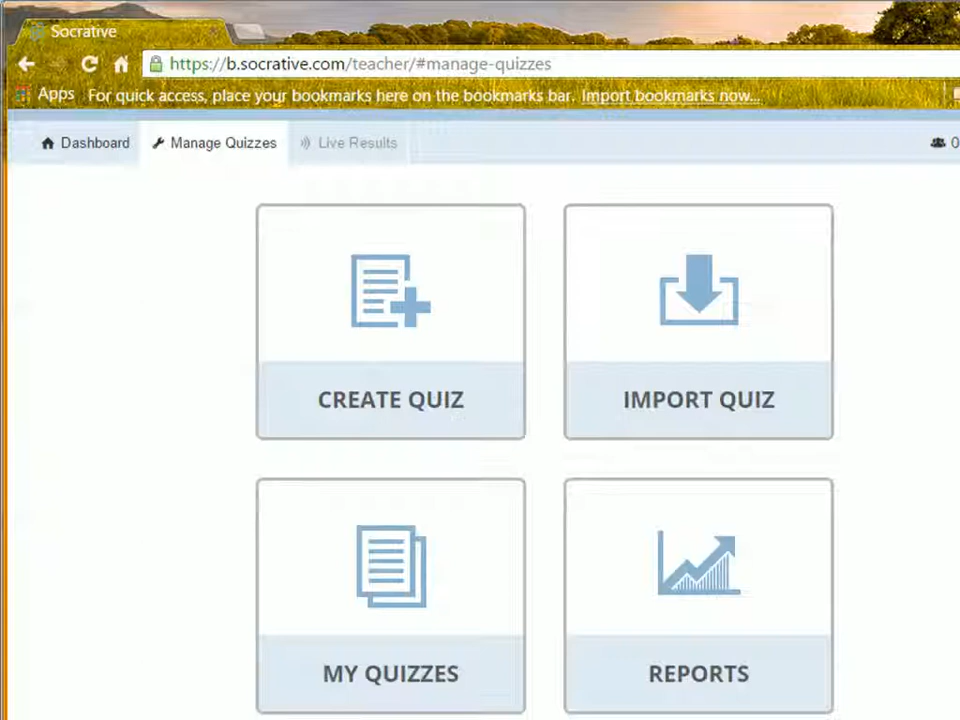 Socrative
https://b.socrative.com/teacher/#manage-quizzes
Apps For quick access, place your bookmarks here on the bookmarks bar. Import bookmarks now...
Dashboard Manage Quizzes Live Results 0
CREATE QUIZ IMPORT QUIZ
MY QUIZZES REPORTS